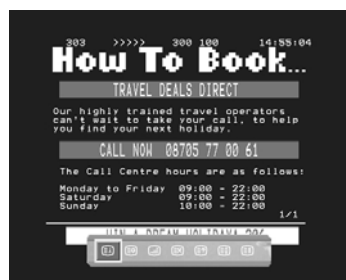 303 >>>>> 300 100 14:55:04
How To Book...
TRAVEL DEALS DIRECT
Our highly trained travel operators
can't wait to take your call, to help
you find your next holiday.
CALL NOW 08705 77 00 61
The Call Centre hours are as follows:
Monday to Friday 09:00 - 22:00
Saturday 09:00 - 22:00
Sunday 10:00 - 22:00
1/1
WIN A DREAM HOLIDAY